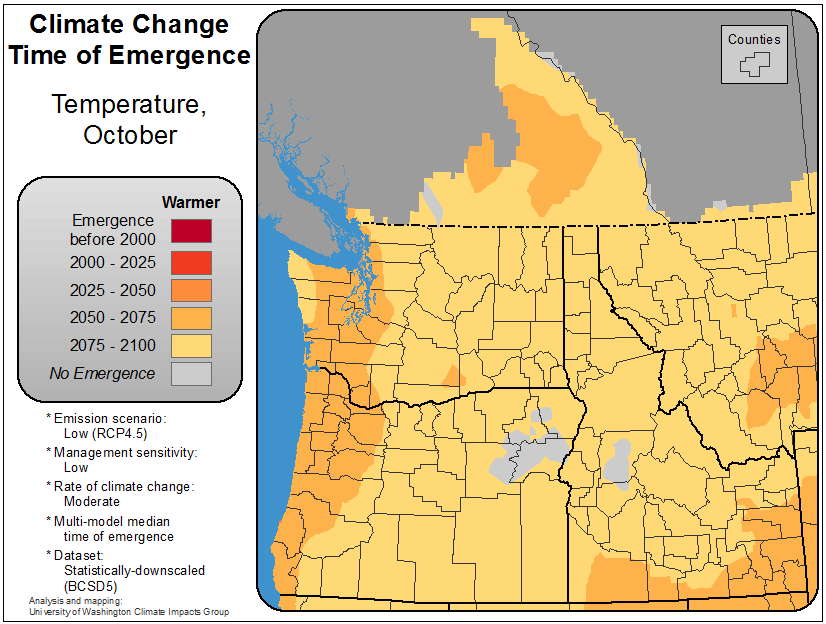 Climate Change
Time of Emergence
Temperature,
October
Warmer
Emergence
before 2000
2000 - 2025
2025 - 2050
2050 - 2075
2075 - 2100
No Emergence
* Emission scenario:
Low (RCP4.5)
* Management sensitivity:
Low
* Rate of climate change:
Moderate
* Multi-model median
time of emergence
* Dataset:
Statistically-downscaled
(BCSD5)
Analysis and mapping:
University of Washington Climate Impacts Group
Counties